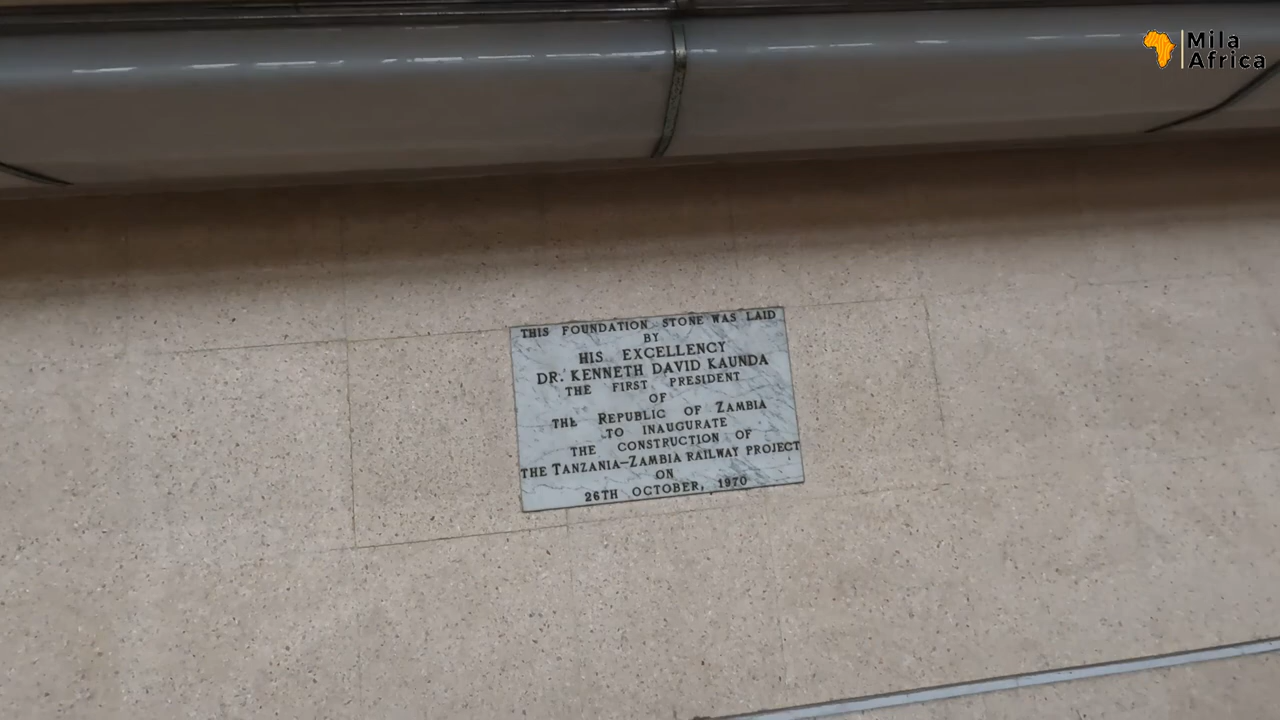 Mila
Africa
THIS FOUNDATION STONE WAS LAID
BY
HIS EXCELLENCY
DR. KENNETH DAVID KAUNDA
THE FIRST PRESIDENT
OF
THE REPUBLIC OF ZAMBIA
TO INAUGURATE
THE CONSTRUCTION OF
THE TANZANIA–ZAMBIA RAILWAY PROJECT
ON
26TH OCTOBER, 1970